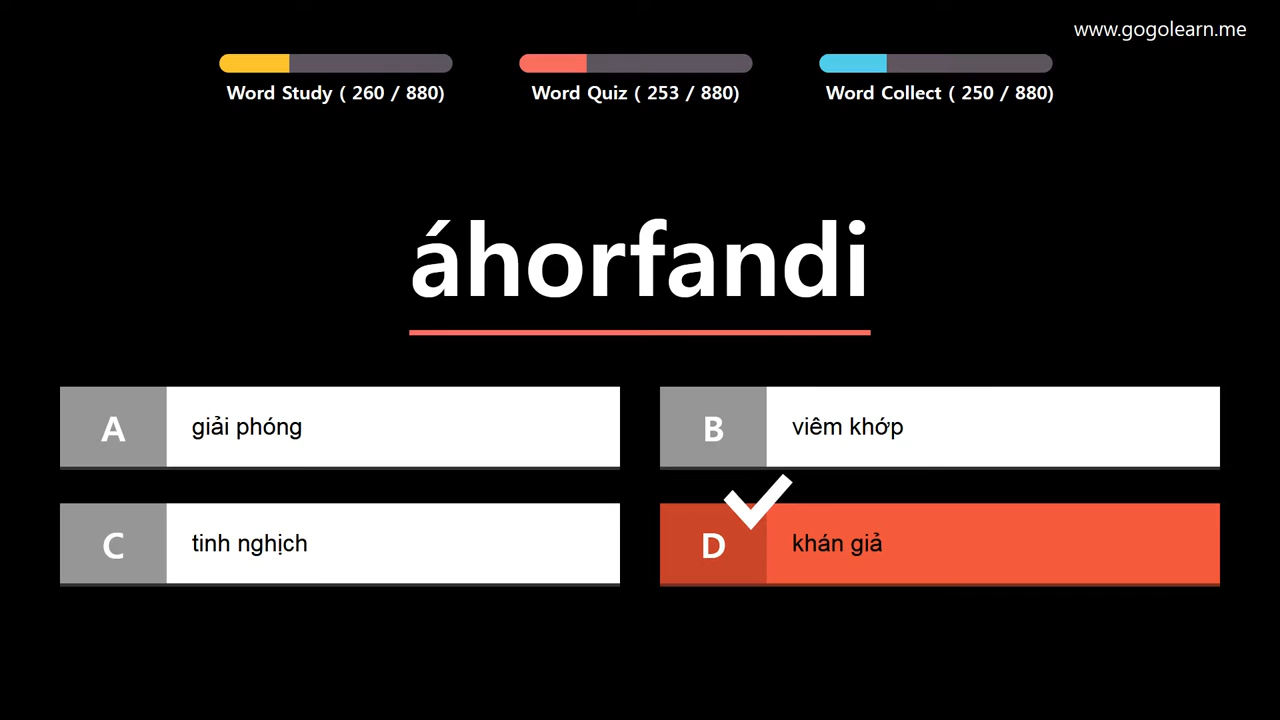 www.gogolearn.me
Word Study ( 260 / 880)
Word Quiz ( 253 / 880)
Word Collect ( 250 / 880)
áhorfandi
A
giải phóng
B
viêm khớp
C
tinh nghịch
D
khán giả